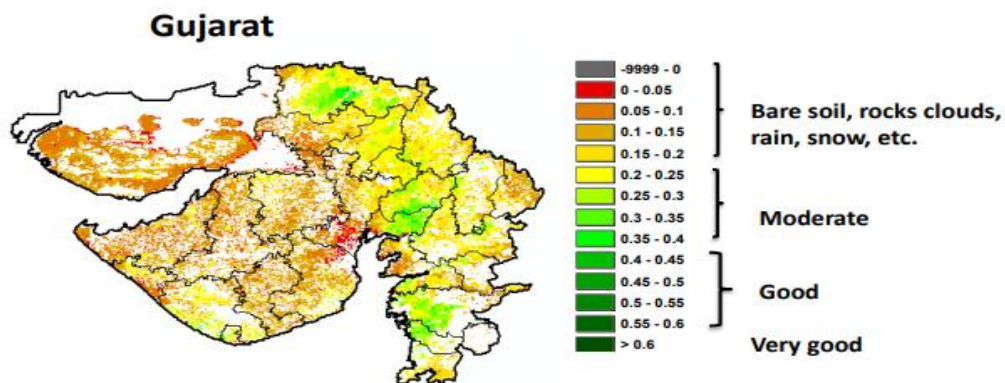 Gujarat
-9999 - 0
0 - 0.05
0.05 - 0.1
0.1 - 0.15
0.15 - 0.2
0.2 - 0.25
0.25 - 0.3
0.3 - 0.35
0.35 - 0.4
0.4 - 0.45
0.45 - 0.5
0.5 - 0.55
0.55 - 0.6
> 0.6
Bare soil, rocks clouds,
rain, snow, etc.
Moderate
Good
Very good